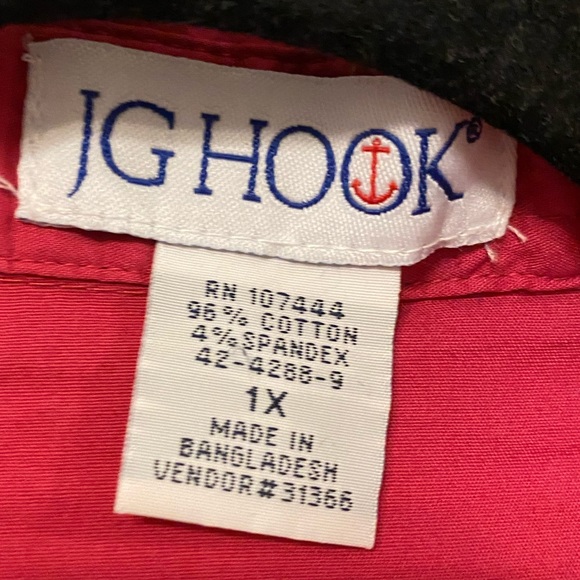 JG HOOK®
RN 107444
96% COTTON
4% SPANDEX
42-4288-9
1X
MADE IN
BANGLADESH
VENDOR#31366